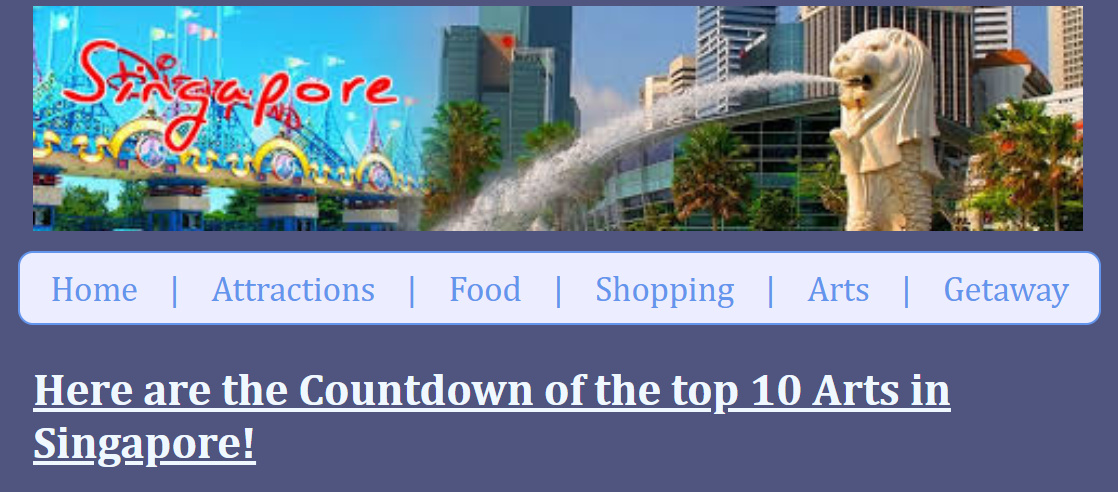 Singapore
Home | Attractions | Food | Shopping | Arts | Getaway
Here are the Countdown of the top 10 Arts in
Singapore!